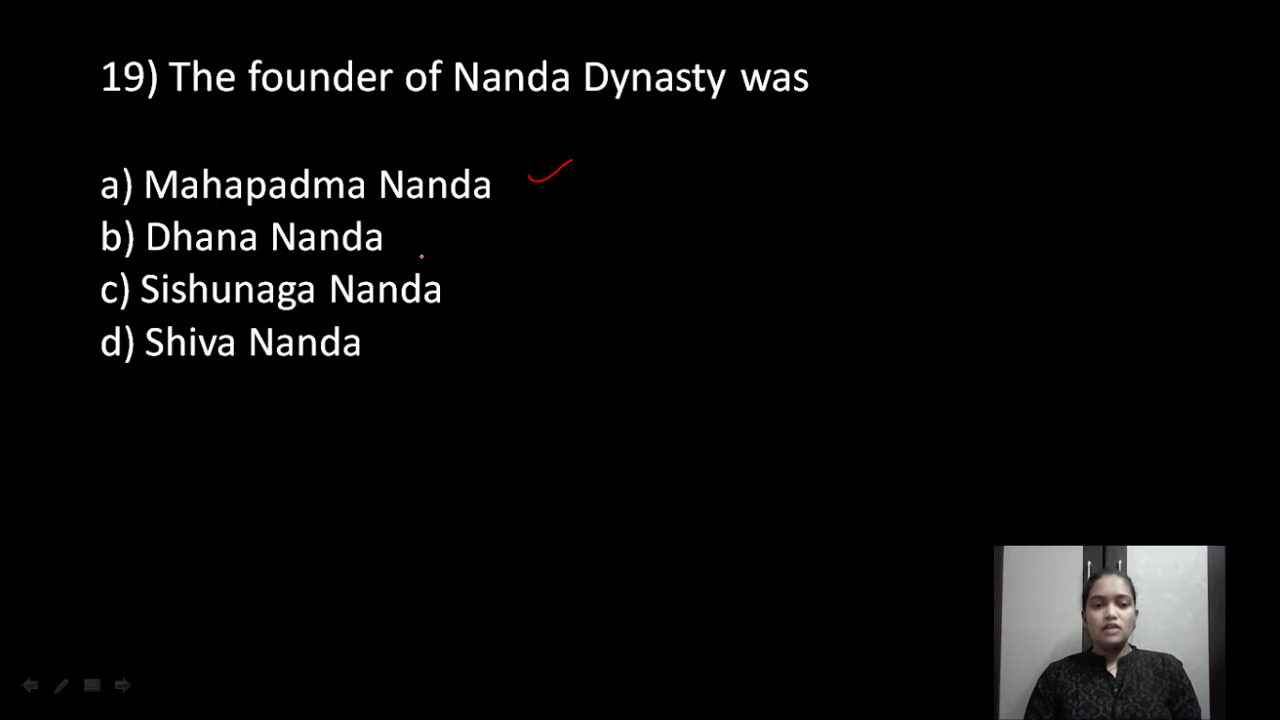 19) The founder of Nanda Dynasty was
a) Mahapadma Nanda
b) Dhana Nanda
c) Sishunaga Nanda
d) Shiva Nanda